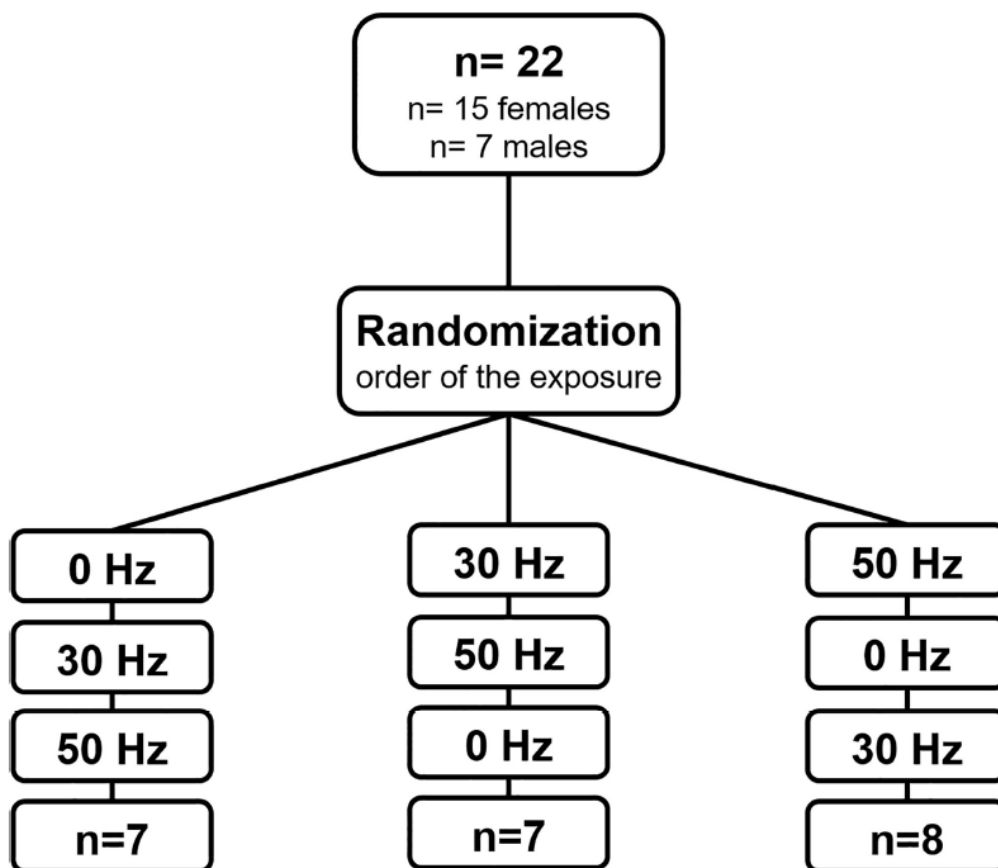 n= 22
n= 15 females
n= 7 males
Randomization
order of the exposure
0 Hz
30 Hz
50 Hz
n=7
30 Hz
50 Hz
0 Hz
n=7
50 Hz
0 Hz
30 Hz
n=8